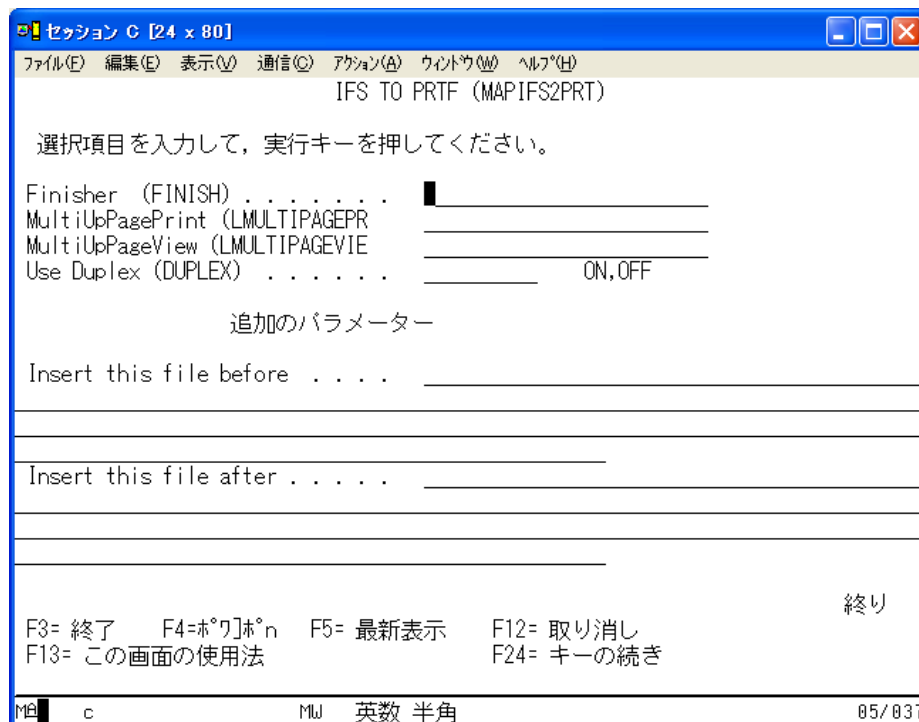 セッション C [24 x 80]
ファイル(F) 編集(E) 表示(V) 通信(C) アクション(A) ウィンドウ(W) ヘルプ(H)
IFS TO PRTF (MAPIFS2PRT)
選択項目を入力して，実行キーを押してください。
Finisher (FINISH) . . . . . . .
MultiUpPagePrint (LMULTIPAGEPR
MultiUpPageView (LMULTIPAGEVIE
Use Duplex (DUPLEX) . . . . . . ON,OFF
追加のパラメーター
Insert this file before . . . .
Insert this file after . . . . .
終り
F3= 終了 F4=ﾎﾟﾜ]ﾎﾟn F5= 最新表示 F12= 取り消し
F13= この画面の使用法 F24= キーの続き
MA c MW 英数 半角 05/037